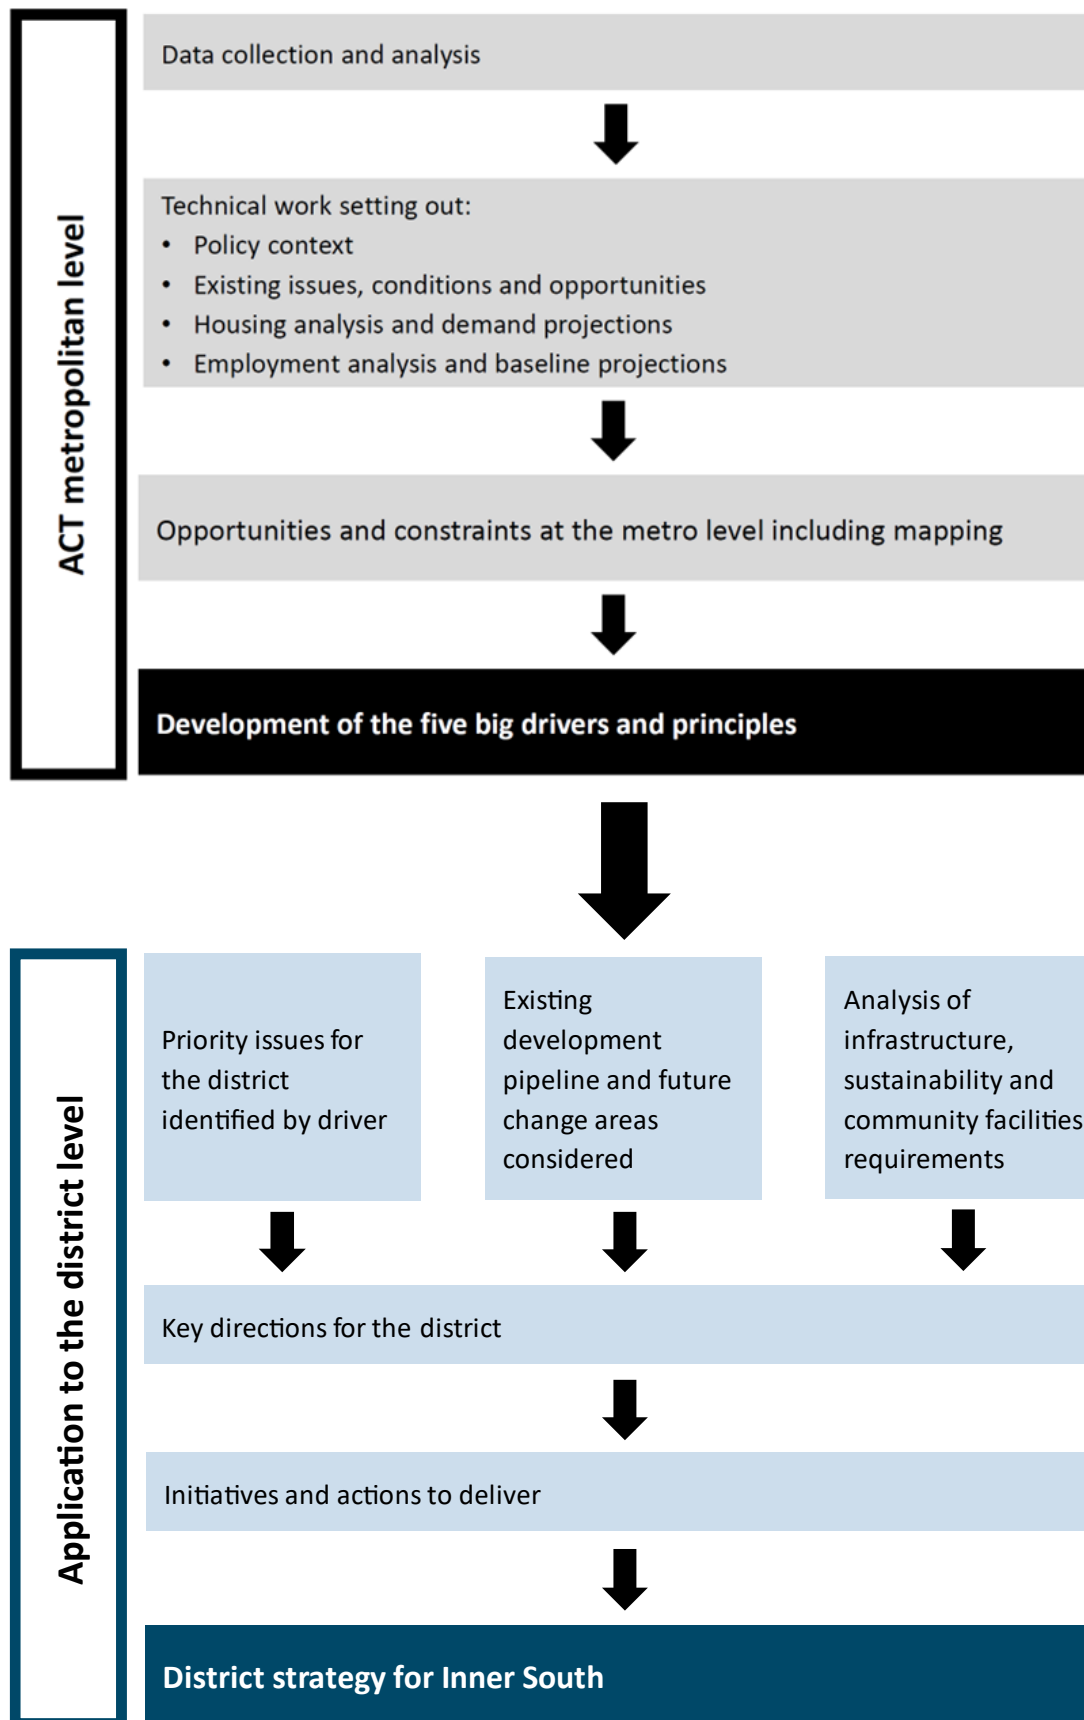 ACT metropolitan level
Data collection and analysis
Technical work setting out:
• Policy context
• Existing issues, conditions and opportunities
• Housing analysis and demand projections
• Employment analysis and baseline projections
Opportunities and constraints at the metro level including mapping
Development of the five big drivers and principles
Application to the district level
Priority issues for
the district
identified by driver
Existing
development
pipeline and future
change areas
considered
Analysis of
infrastructure,
sustainability and
community facilities
requirements
Key directions for the district
Initiatives and actions to deliver
District strategy for Inner South